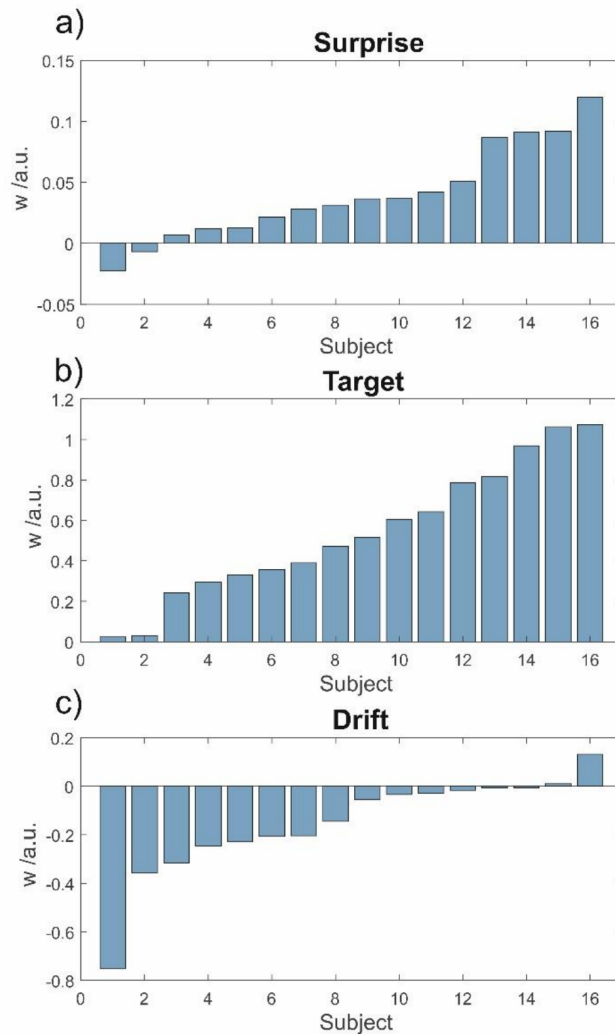 a)
Surprise
0.15
0.1
0.05
0
-0.05
w /a.u.
0 2 4 6 8 10 12 14 16
Subject
b)
Target
1.2
1
0.8
0.6
0.4
0.2
0
w /a.u.
0 2 4 6 8 10 12 14 16
Subject
c)
Drift
0.2
0
-0.2
-0.4
-0.6
-0.8
w /a.u.
0 2 4 6 8 10 12 14 16
Subject